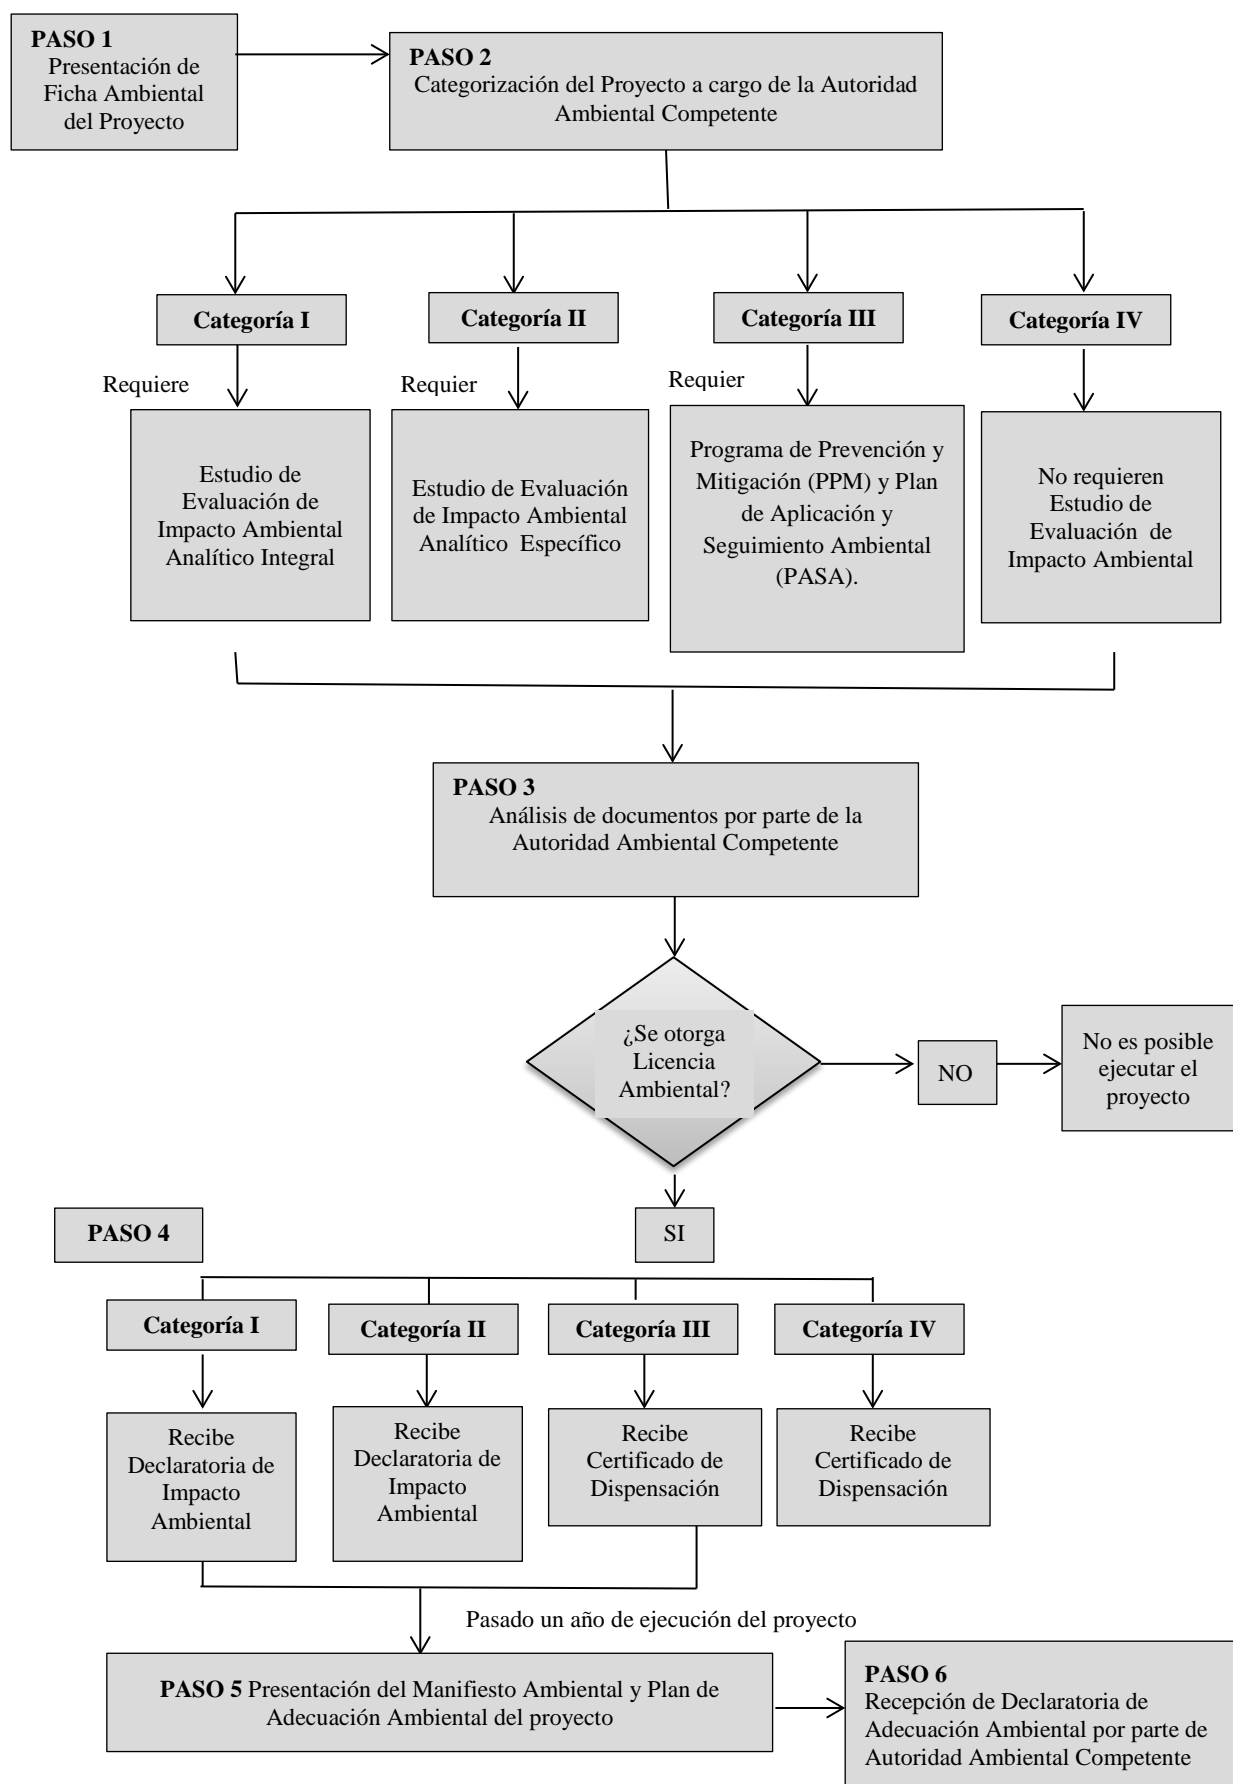 PASO 1
Presentación de
Ficha Ambiental
del Proyecto
PASO 2
Categorización del Proyecto a cargo de la Autoridad
Ambiental Competente
Categoría I
Categoría II
Categoría III
Categoría IV
Requiere
Requier
Requier
Estudio de
Evaluación de
Impacto Ambiental
Analítico Integral
Estudio de Evaluación
de Impacto Ambiental
Analítico Específico
Programa de Prevención y
Mitigación (PPM) y Plan
de Aplicación y
Seguimiento Ambiental
(PASA).
No requieren
Estudio de
Evaluación de
Impacto Ambiental
PASO 3
Análisis de documentos por parte de la
Autoridad Ambiental Competente
¿Se otorga
Licencia
Ambiental?
NO
No es posible
ejecutar el
proyecto
SI
PASO 4
Categoría I
Categoría II
Categoría III
Categoría IV
Recibe
Declaratoria de
Impacto
Ambiental
Recibe
Declaratoria de
Impacto
Ambiental
Recibe
Certificado de
Dispensación
Recibe
Certificado de
Dispensación
Pasado un año de ejecución del proyecto
PASO 5 Presentación del Manifiesto Ambiental y Plan de
Adecuación Ambiental del proyecto
PASO 6
Recepción de Declaratoria de
Adecuación Ambiental por parte de
Autoridad Ambiental Competente